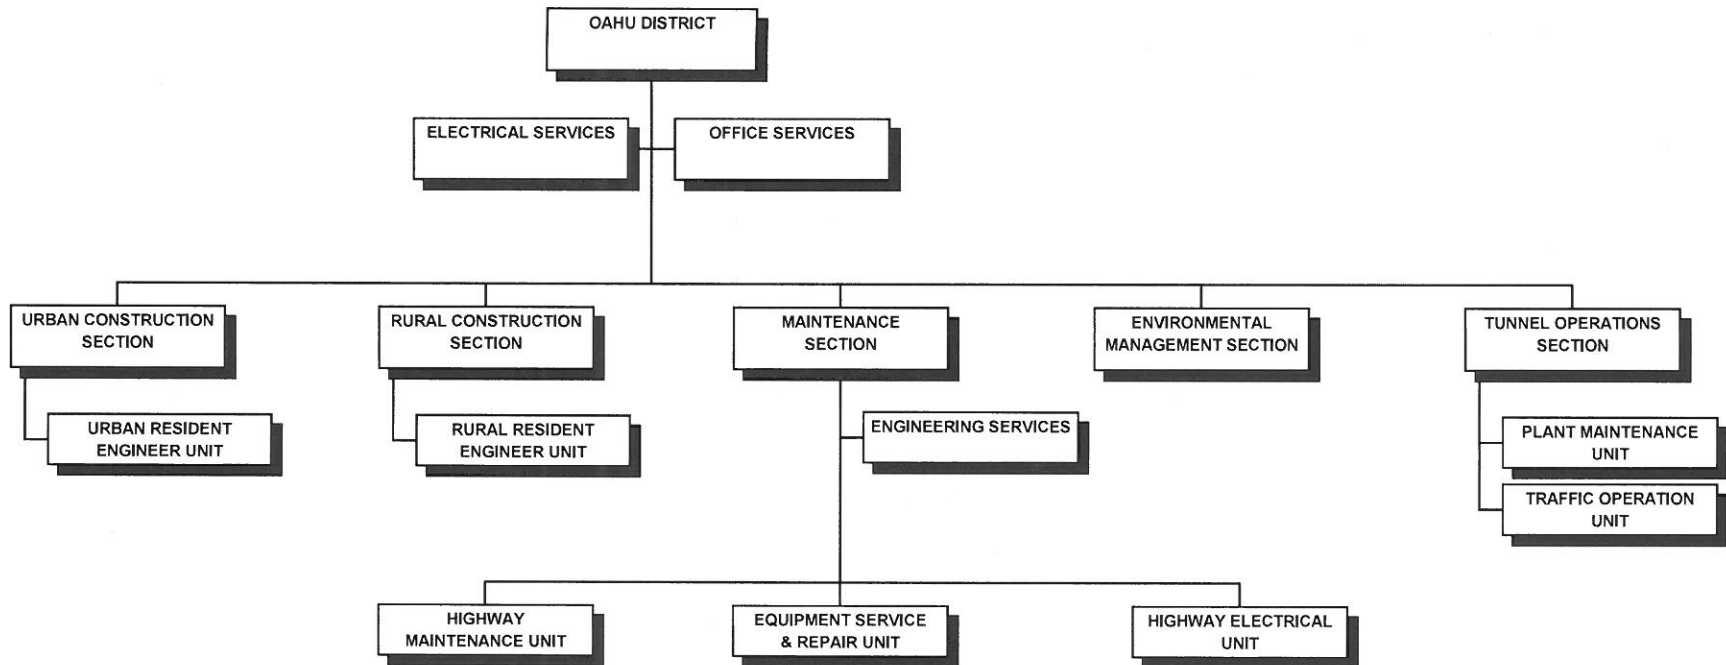 OAHU DISTRICT
ELECTRICAL SERVICES
OFFICE SERVICES
URBAN CONSTRUCTION
SECTION
RURAL CONSTRUCTION
SECTION
MAINTENANCE
SECTION
ENVIRONMENTAL
MANAGEMENT SECTION
TUNNEL OPERATIONS
SECTION
URBAN RESIDENT
ENGINEER UNIT
RURAL RESIDENT
ENGINEER UNIT
ENGINEERING SERVICES
PLANT MAINTENANCE
UNIT
TRAFFIC OPERATION
UNIT
HIGHWAY
MAINTENANCE UNIT
EQUIPMENT SERVICE
& REPAIR UNIT
HIGHWAY ELECTRICAL
UNIT